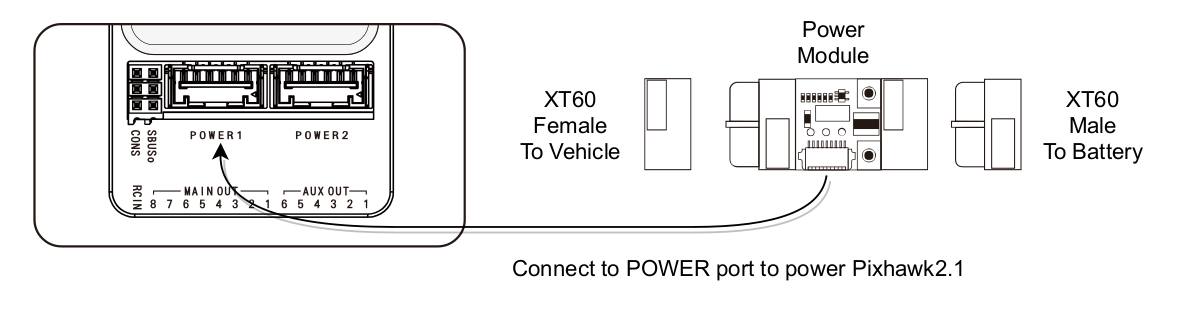 Power
Module
XT60
Female
To Vehicle
XT60
Male
To Battery
CONS
SBUSo
POWER1
POWER2
RCIN
MAIN OUT
AUX OUT
8 7 6 5 4 3 2 1 6 5 4 3 2 1
Connect to POWER port to power Pixhawk2.1